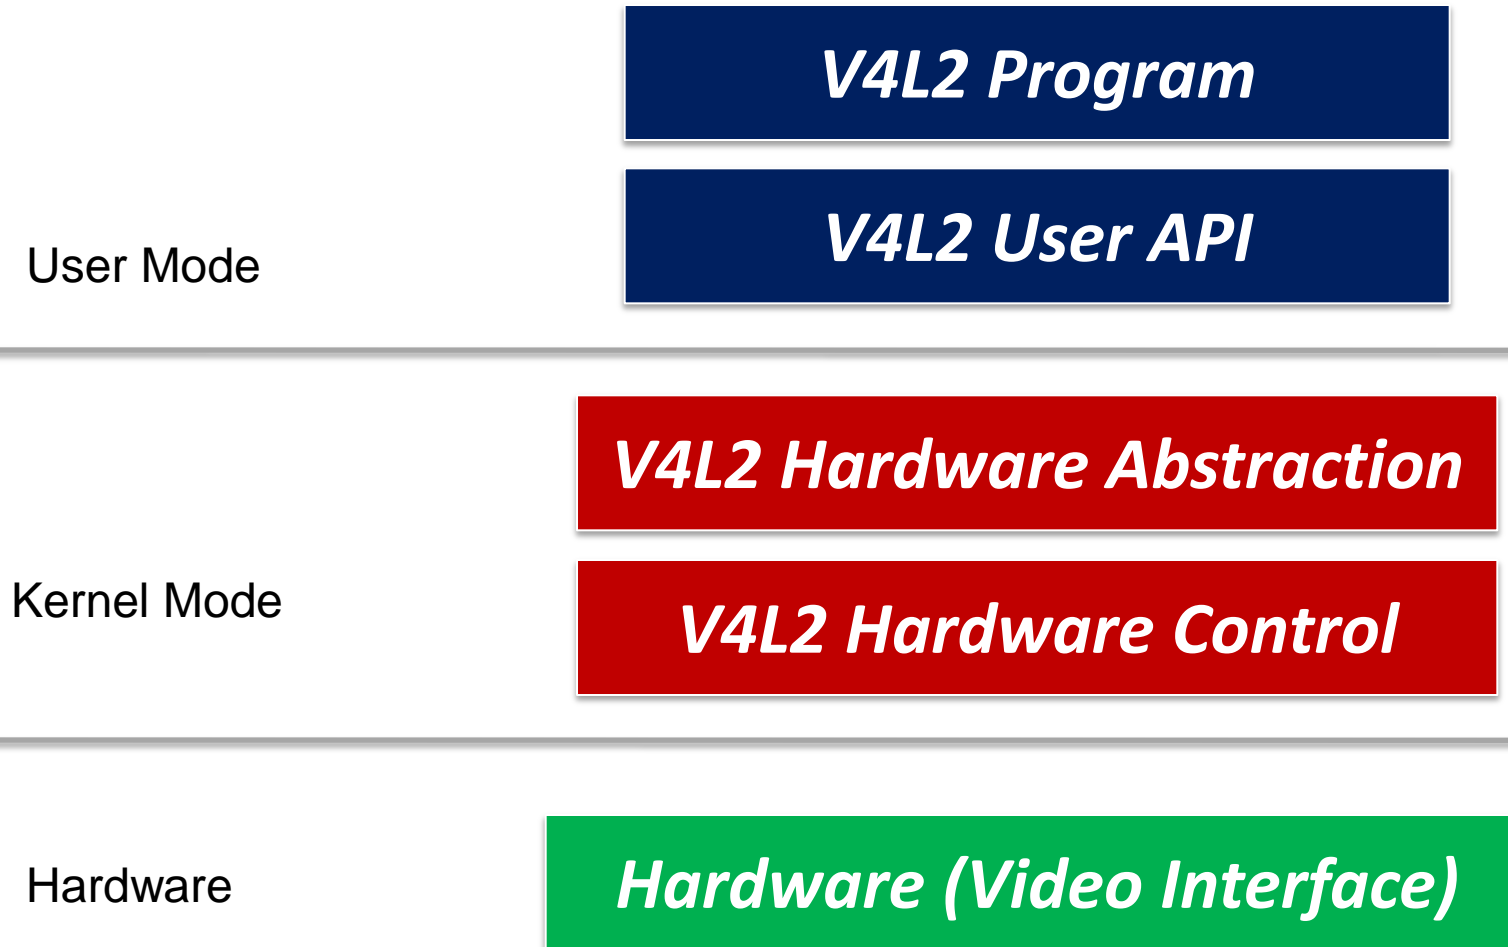 V4L2 Program
V4L2 User API
User Mode
V4L2 Hardware Abstraction
Kernel Mode
V4L2 Hardware Control
Hardware
Hardware (Video Interface)